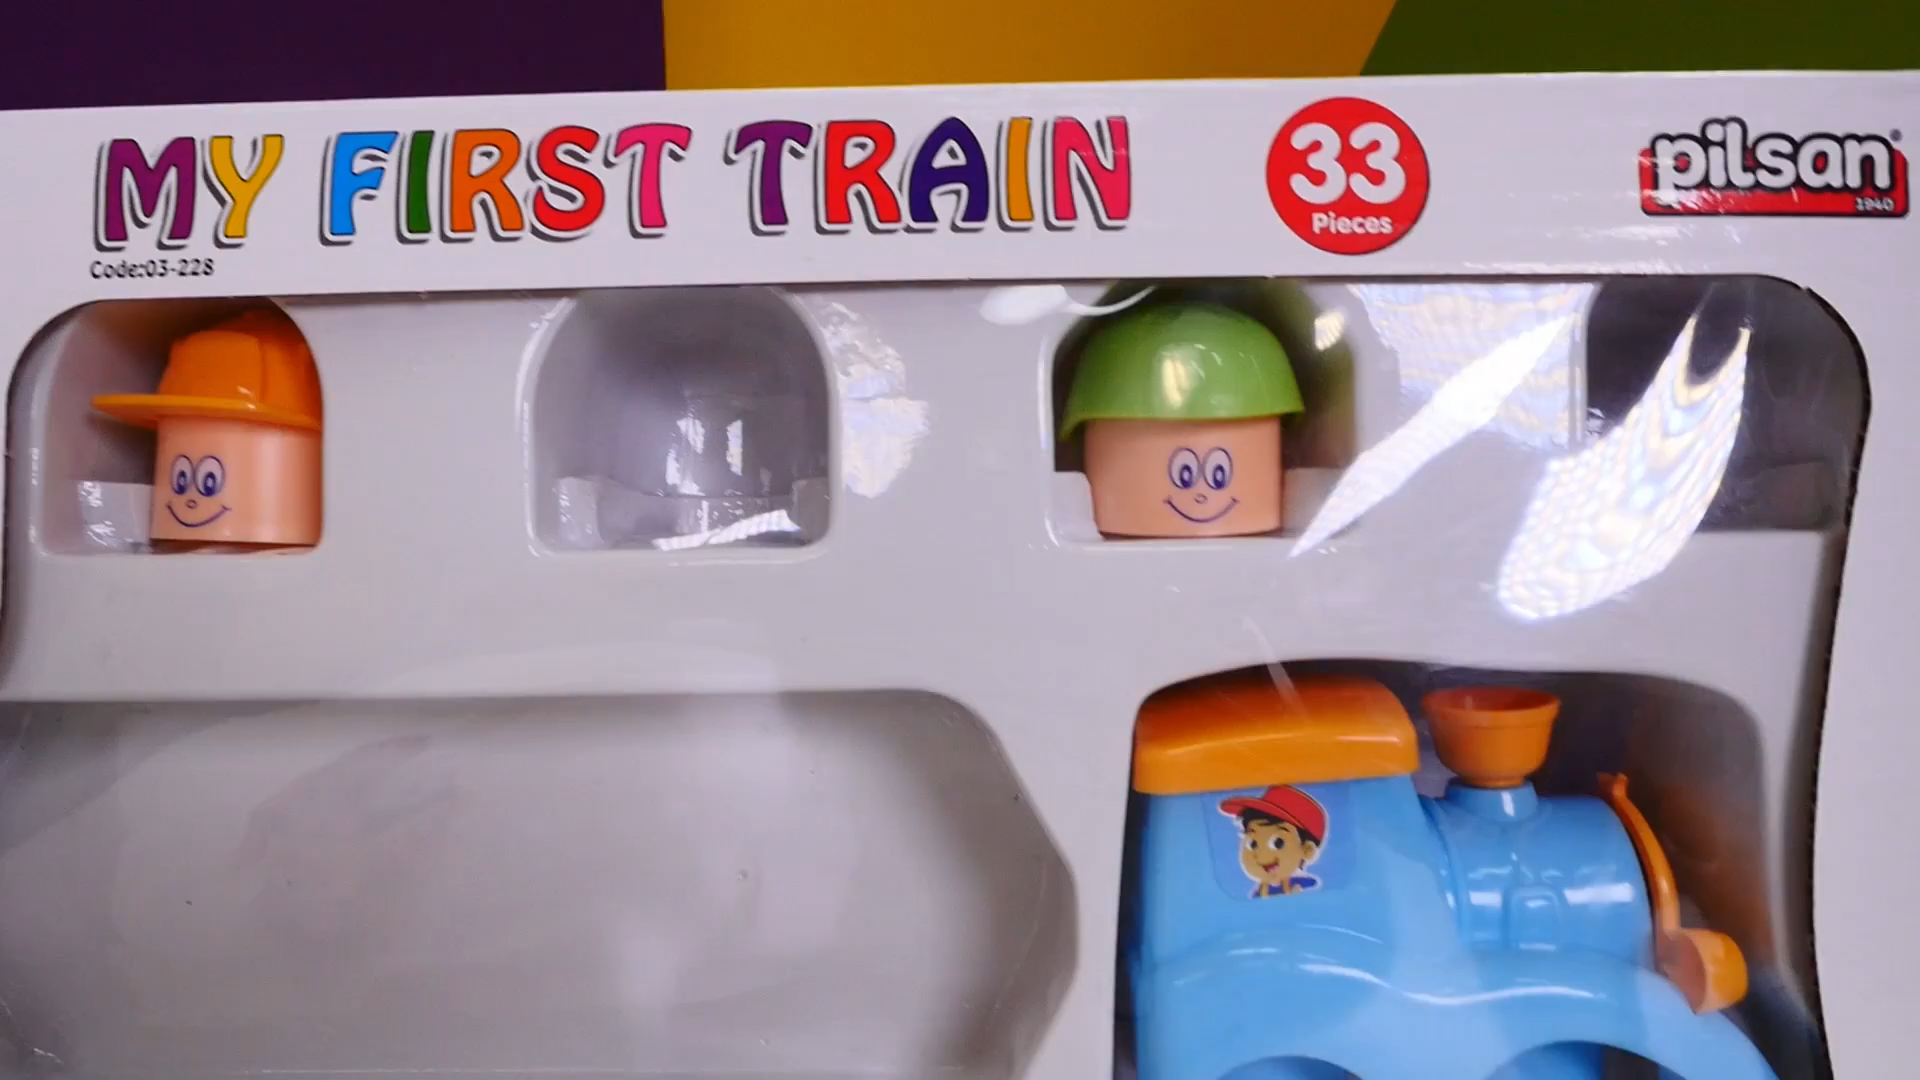 MY FIRST TRAIN
Code:03-228
33
Pieces
pilsan
1940